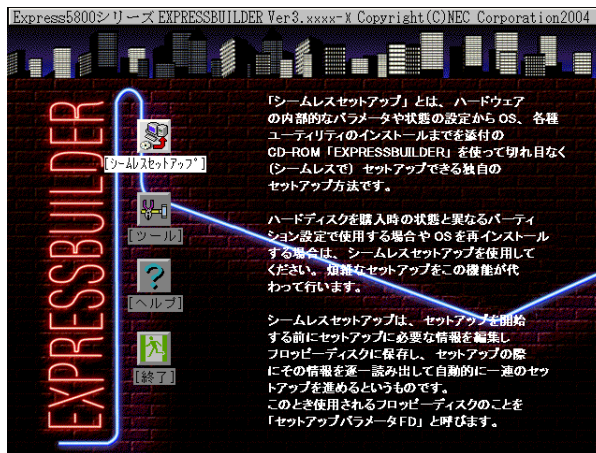 Express5800シリーズ EXPRESSBUILDER Ver3.xxxx-X Copyright(C)NEC Corporation2004
EXPRESSBUILDER
[シームレスセットアップ]
[ツール]
[ヘルプ]
[終了]
「シームレスセットアップ」とは、ハードウェア
の内部的なパラメータや状態の設定からOS、各種
ユーティリティのインストールまでを添付の
CD-ROM「EXPRESSBUILDER」を使って切れ目なく
(シームレスで) セットアップできる独自の
セットアップ方法です。
ハードディスクを購入時の状態と異なるパーティ
ション設定で使用する場合やOSを再インストール
する場合は、シームレスセットアップを使用して
ください。煩雑なセットアップをこの機能が代
わって行います。
シームレスセットアップは、セットアップを開始
する前にセットアップに必要な情報を編集し
フロッピーディスクに保存し、セットアップの際
にその情報を逐一読み出して自動的に一連のセッ
トアップを進めるというものです。
このとき使用されるフロッピーディスクのことを
「セットアップパラメータFD」と呼びます。